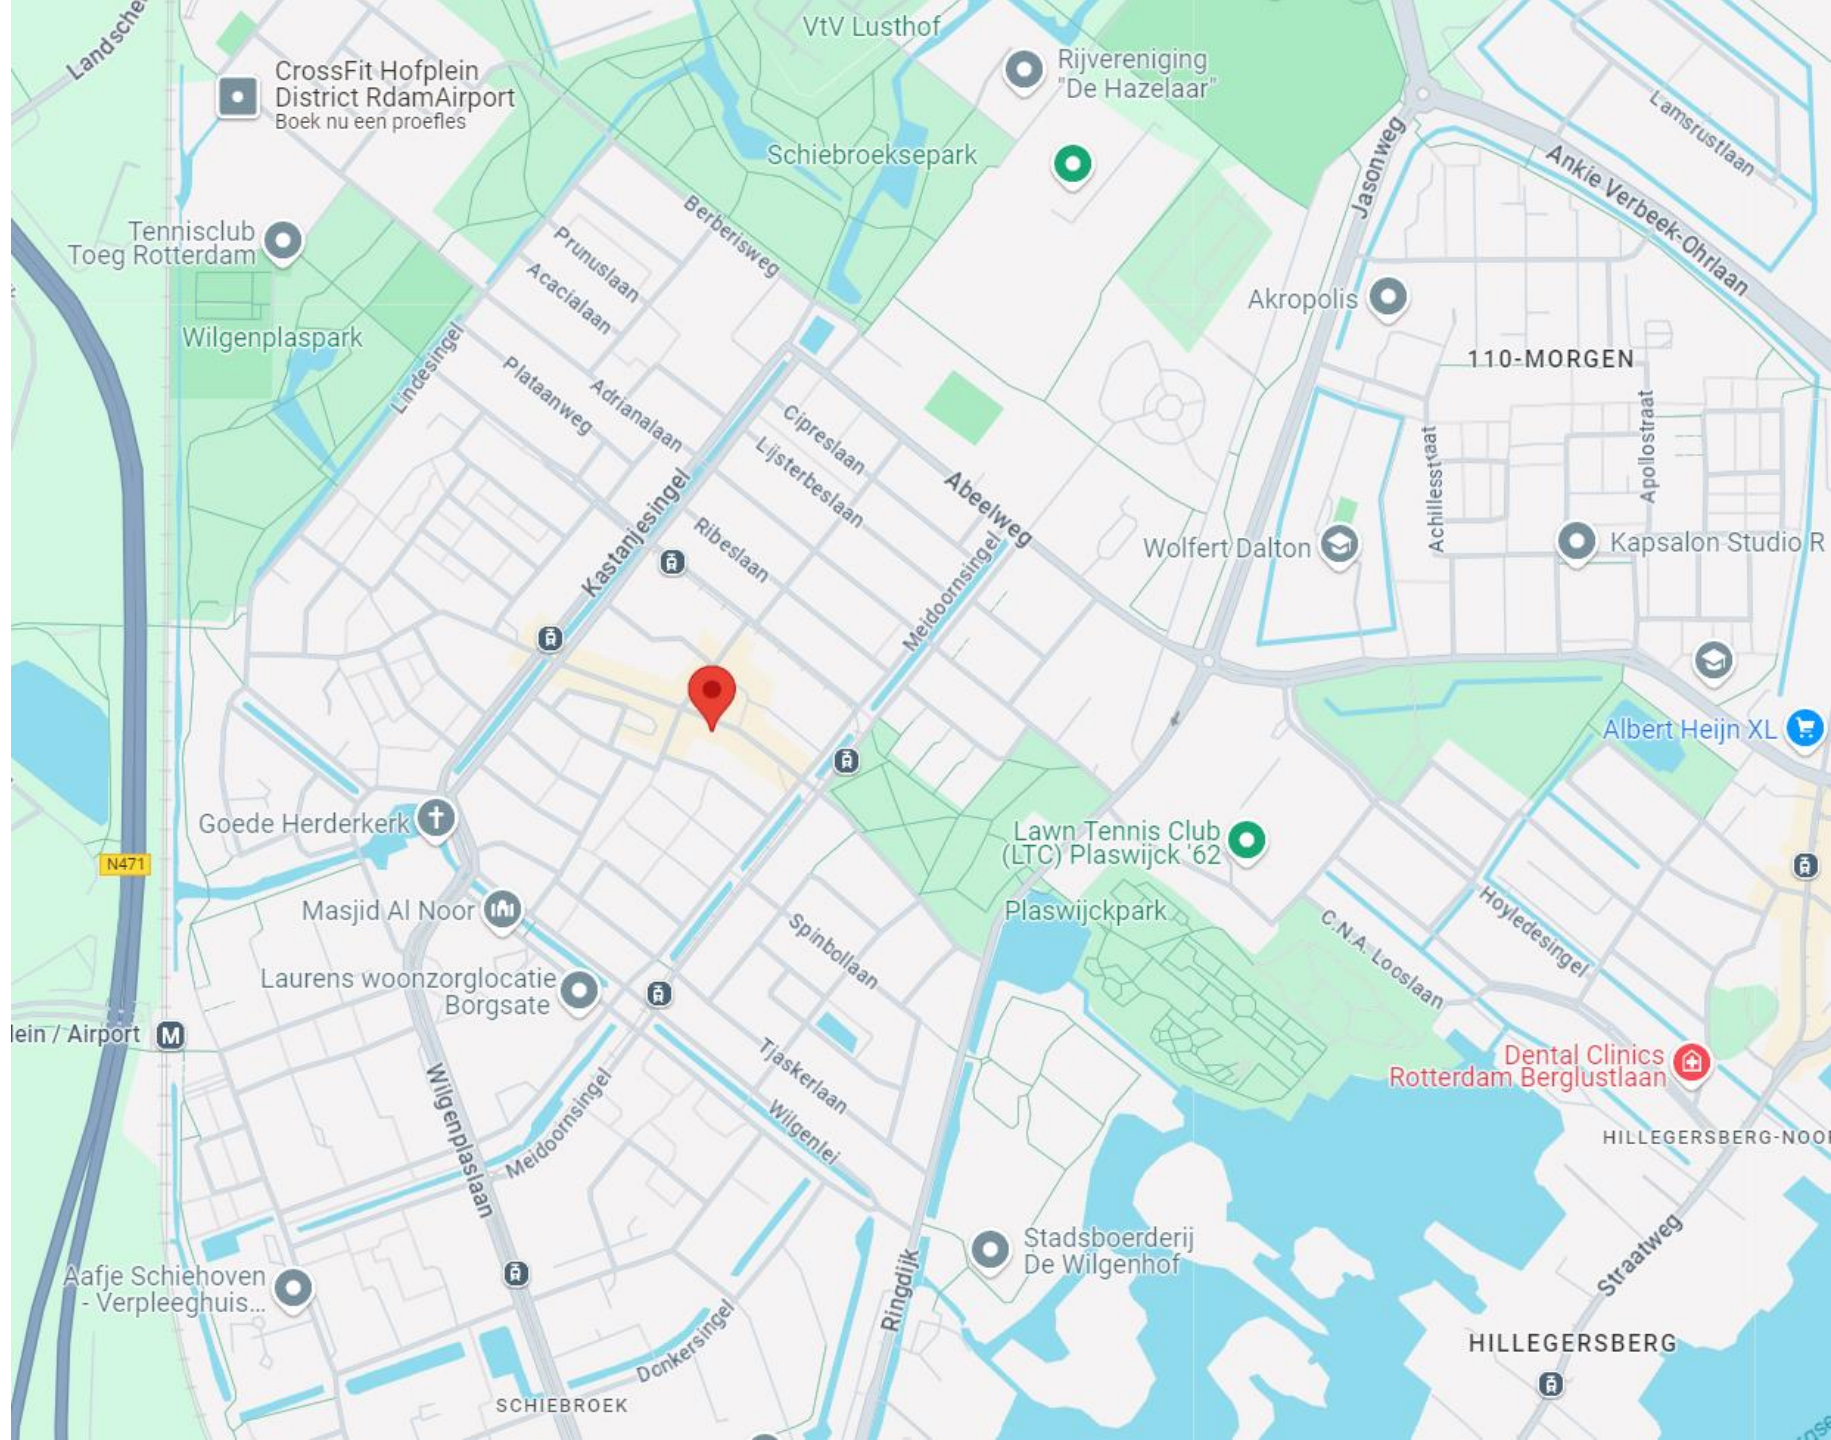 Landsche
VtV Lusthof
CrossFit Hofplein
District RdamAirport
Boek nu een proefles
Rijvereniging
"De Hazelaar"
Schiebroeksepark
Jasonweg
Lamsrustlaan
Ankie Verbeek-Ohrlaan
Tennisclub
Toeg Rotterdam
Prunuslaan
Acacialaan
Berberisweg
Akropolis
Wilgenplaspark
Lindesingel
Plataanweg
Adrianalaan
110-MORGEN
Cipreslaan
Lijsterbeslaan
Abeelweg
Achillesstraat
Apollostraat
Kastanjesingel
Ribeslaan
Meidoornsingel
Wolfert Dalton
Kapsalon Studio R
Albert Heijn XL
Goede Herderkerk
N471
Lawn Tennis Club
(LTC) Plaswijck '62
Masjid Al Noor
Plaswijckpark
Spinbollaan
C.N.A. Looslaan
Hoyledesingel
Laurens woonzorglocatie
Borgsate
lein / Airport
M
Tjaskerlaan
Dental Clinics
Rotterdam Berglustlaan
Wilgenplaslaan
Meidoornsingel
Wilgenlei
HILLEGERSBERG-NOOR
Stadsboerderij
De Wilgenhof
Straatweg
Aafje Schiehoven
- Verpleeghuis...
Ringdijk
Donkersingel
HILLEGERSBERG
SCHIEBROEK